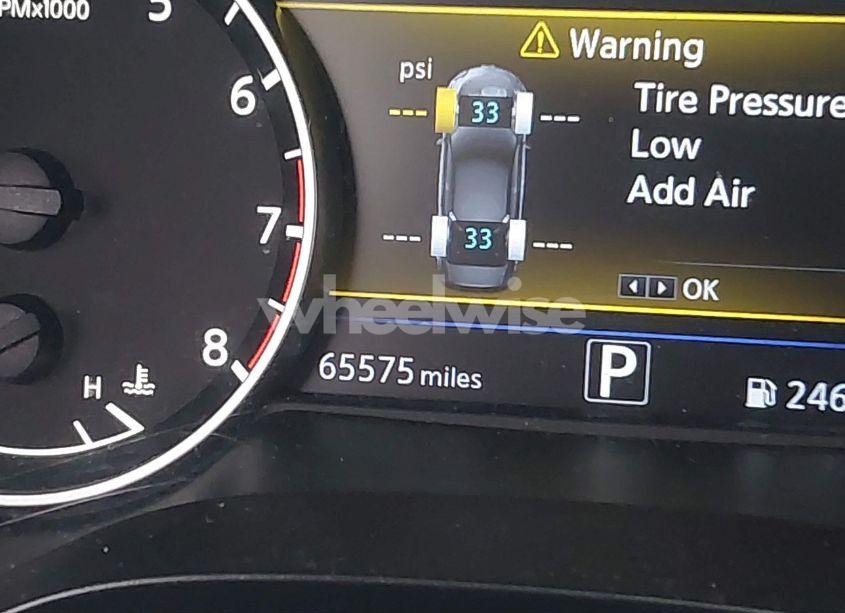 PMx1000
5
6
7
8
H
Warning
psi
--- 33 ---
--- 33 ---
Tire Pressure
Low
Add Air
OK
wheelwise
65575 miles
P
246